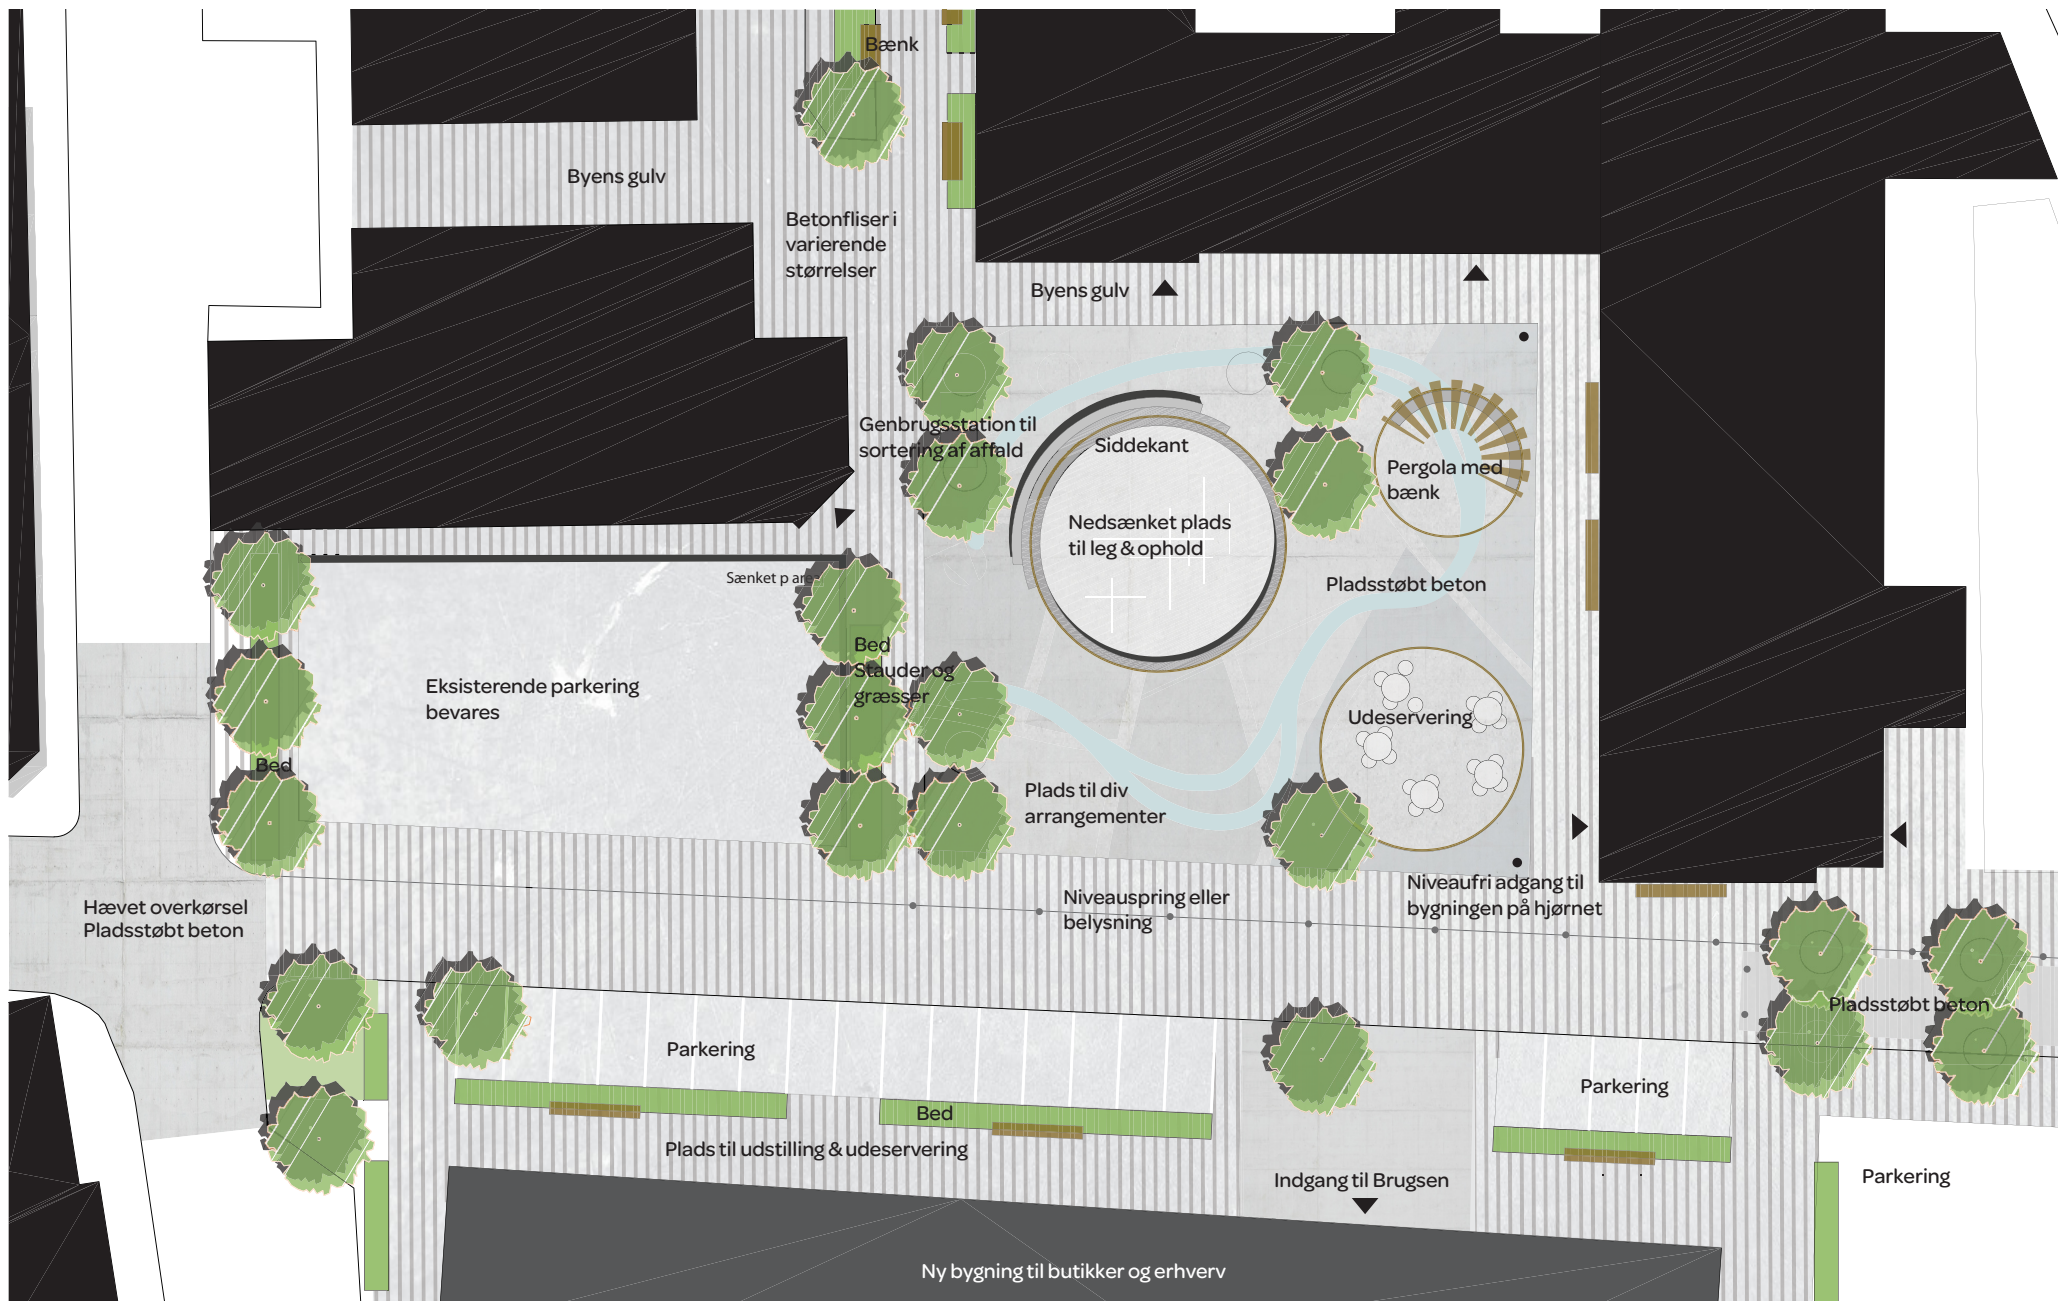 Bænk
Byens gulv
Betonfliser i
varierende
størrelser
Byens gulv
Genbrugsstation til
sortering af affald
Siddekant
Pergola med
bænk
Nedsænket plads
til leg & ophold
Sænket p are
Pladsstøbt beton
Bed
Stauder og
græsser
Eksisterende parkering
bevares
Udeservering
Bed
Plads til div
arrangementer
Hævet overkørsel
Pladsstøbt beton
Niveauspring eller
belysning
Niveaufri adgang til
bygningen på hjørnet
Pladsstøbt beton
Parkering
Parkering
Bed
Plads til udstilling & udeservering
Indgang til Brugsen
Parkering
Ny bygning til butikker og erhverv